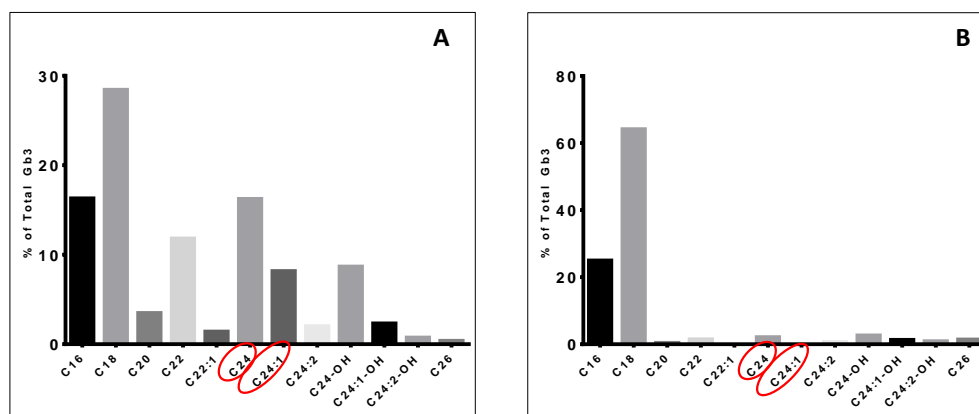 A
30
20
10
0
% of Total Gb3
C16
C18
C20
C22
C22:1
C24
C24:1
C24:2
C24-OH
C24:1-OH
C24:2-OH
C26
B
80
60
40
20
0
% of Total Gb3
C16
C18
C20
C22
C22:1
C24
C24:1
C24:2
C24-OH
C24:1-OH
C24:2-OH
C26